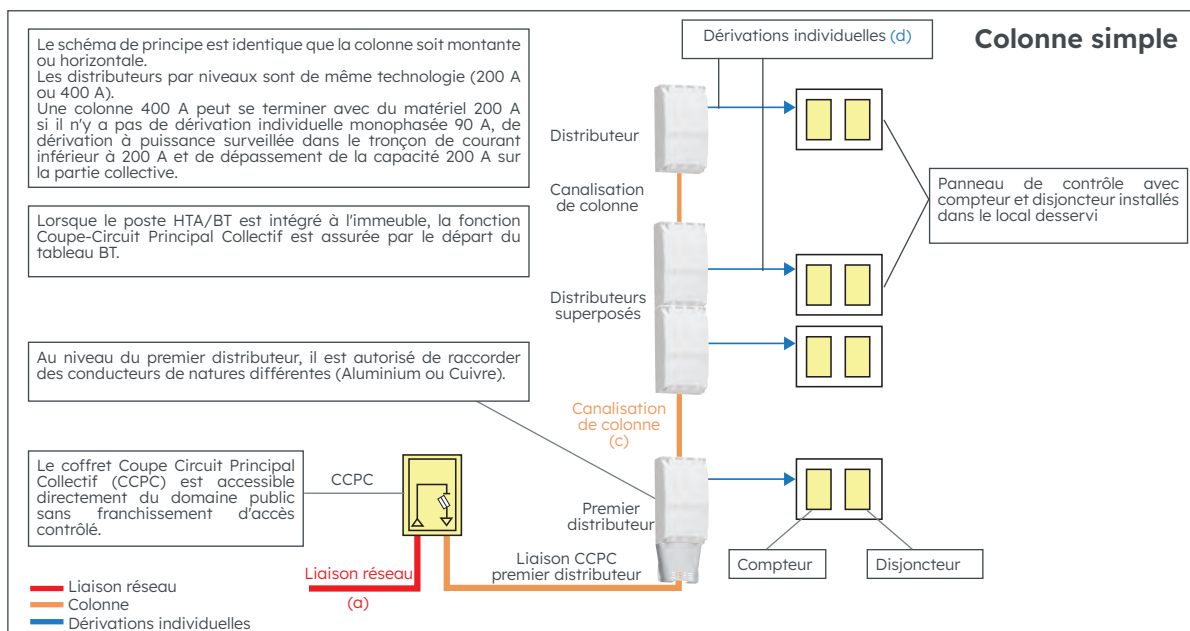 Colonne simple
Le schéma de principe est identique que la colonne soit montante
ou horizontale.
Les distributeurs par niveaux sont de même technologie (200 A
ou 400 A).
Une colonne 400 A peut se terminer avec du matériel 200 A
si il n'y a pas de dérivation individuelle monophasée 90 A, de
dérivation à puissance surveillée dans le tronçon de courant
inférieur à 200 A et de dépassement de la capacité 200 A sur
la partie collective.
Dérivations individuelles (d)
Distributeur
Canalisation
de colonne
Panneau de contrôle avec
compteur et disjoncteur installés
dans le local desservi
Lorsque le poste HTA/BT est intégré à l'immeuble, la fonction
Coupe-Circuit Principal Collectif est assurée par le départ du
tableau BT.
Distributeurs
superposés
Au niveau du premier distributeur, il est autorisé de raccorder
des conducteurs de natures différentes (Aluminium ou Cuivre).
Canalisation
de colonne
(c)
Le coffret Coupe Circuit Principal
Collectif (CCPC) est accessible
directement du domaine public
sans franchissement d'accès
contrôlé.
CCPC
Premier
distributeur
Compteur
Disjoncteur
Liaison CCPC
premier distributeur
Liaison réseau
(a)
Liaison réseau
Colonne
Dérivations individuelles